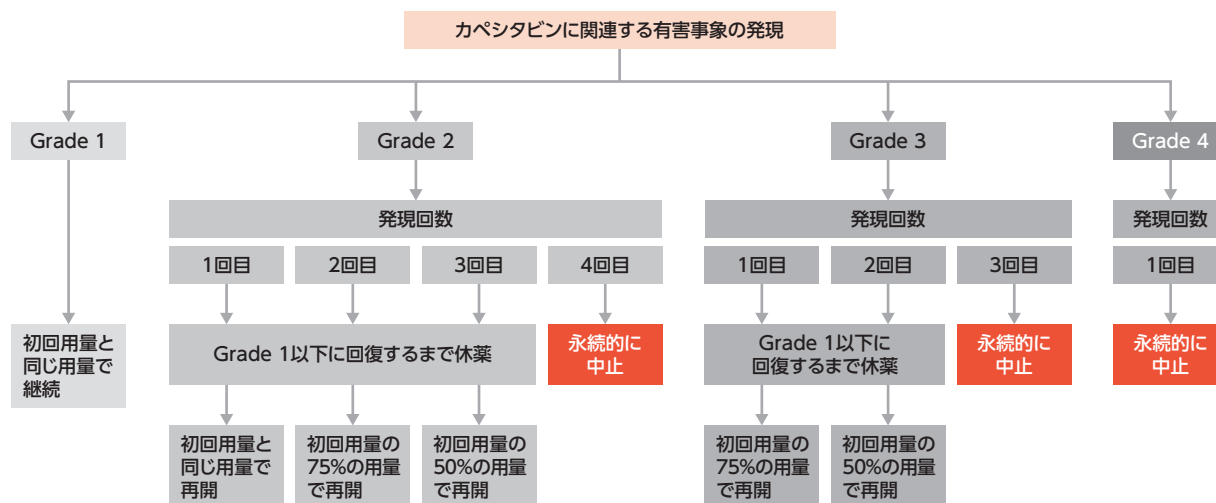 カペシタビンに関連する有害事象の発現
Grade 1
Grade 2
Grade 3
Grade 4
発現回数
発現回数
発現回数
1回目
2回目
3回目
4回目
1回目
2回目
3回目
1回目
初回用量と
同じ用量で
継続
Grade 1以下に回復するまで休薬
永続的に
中止
Grade 1以下に
回復するまで休薬
永続的に
中止
永続的に
中止
初回用量と
同じ用量で
再開
初回用量の
75%の用量
で再開
初回用量の
50%の用量
で再開
初回用量の
75%の用量
で再開
初回用量の
50%の用量
で再開